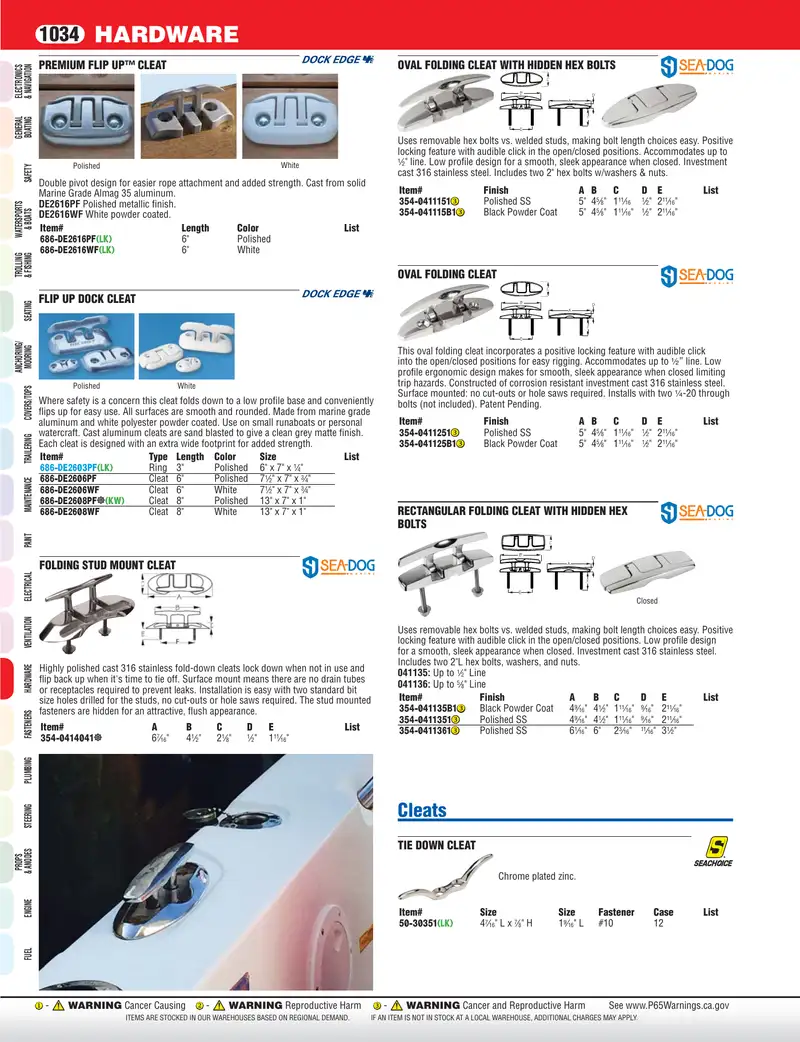 1034 HARDWARE
ELECTRONICS & NAVIGATION
GENERAL BOATING
SAFETY
WATERSPORTS & BOATS
TROLLING & FISHING
SEATING
ANCHORING/ MOORING
COVERS/TOPS
TRAILERING
MAINTENANCE
PAINT
ELECTRICAL
VENTILATION
HARDWARE
FASTENERS
PLUMBING
STEERING
PROPS & ANODES
ENGINE
FUEL
PREMIUM FLIP UP™ CLEAT
DOCK EDGE
Polished
White
Double pivot design for easier rope attachment and added strength. Cast from solid
Marine Grade Almag 35 aluminum.
DE2616PF Polished metallic finish.
DE2616WF White powder coated.
Item# Length Color List
686-DE2616PF(LK) 6" Polished
686-DE2616WF(LK) 6" White
FLIP UP DOCK CLEAT
DOCK EDGE
Polished
White
Where safety is a concern this cleat folds down to a low profile base and conveniently
flips up for easy use. All surfaces are smooth and rounded. Made from marine grade
aluminum and white polyester powder coated. Use on small runaboats or personal
watercraft. Cast aluminum cleats are sand blasted to give a clean grey matte finish.
Each cleat is designed with an extra wide footprint for added strength.
Item# Type Length Color Size List
686-DE2603PF(LK) Ring 3" Polished 6" x 7" x ¼"
686-DE2606PF Cleat 6" Polished 7½" x 7" x ¾"
686-DE2606WF Cleat 6" White 7½" x 7" x ¾"
686-DE2608PF(KW) Cleat 8" Polished 13" x 7" x 1"
686-DE2608WF Cleat 8" White 13" x 7" x 1"
FOLDING STUD MOUNT CLEAT
SEA-DOG
A
B
E
F
Highly polished cast 316 stainless fold-down cleats lock down when not in use and
flip back up when it's time to tie off. Surface mount means there are no drain tubes
or receptacles required to prevent leaks. Installation is easy with two standard bit
size holes drilled for the studs, no cut-outs or hole saws required. The stud mounted
fasteners are hidden for an attractive, flush appearance.
Item# A B C D E List
354-0414041 6⁷⁄₁₆" 4½" 2⅛" ½" 1¹¹⁄₁₆"
OVAL FOLDING CLEAT WITH HIDDEN HEX BOLTS
SEA-DOG
Uses removable hex bolts vs. welded studs, making bolt length choices easy. Positive
locking feature with audible click in the open/closed positions. Accommodates up to
½" line. Low profile design for a smooth, sleek appearance when closed. Investment
cast 316 stainless steel. Includes two 2" hex bolts w/washers & nuts.
Item# Finish A B C D E List
354-0411151 3 Polished SS 5" 4⅝" 1¹¹⁄₁₆" ½" 2¹¹⁄₁₆"
354-041115B1 3 Black Powder Coat 5" 4⅝" 1¹¹⁄₁₆" ½" 2¹¹⁄₁₆"
OVAL FOLDING CLEAT
SEA-DOG
This oval folding cleat incorporates a positive locking feature with audible click
into the open/closed positions for easy rigging. Accommodates up to ½" line. Low
profile ergonomic design makes for smooth, sleek appearance when closed limiting
trip hazards. Constructed of corrosion resistant investment cast 316 stainless steel.
Surface mounted: no cut-outs or hole saws required. Installs with two ¼-20 through
bolts (not included). Patent Pending.
Item# Finish A B C D E List
354-0411251 3 Polished SS 5" 4⅝" 1¹¹⁄₁₆" ½" 2¹¹⁄₁₆"
354-041125B1 3 Black Powder Coat 5" 4⅝" 1¹¹⁄₁₆" ½" 2¹¹⁄₁₆"
RECTANGULAR FOLDING CLEAT WITH HIDDEN HEX
BOLTS
SEA-DOG
Closed
Uses removable hex bolts vs. welded studs, making bolt length choices easy. Positive
locking feature with audible click in the open/closed positions. Low profile design
for a smooth, sleek appearance when closed. Investment cast 316 stainless steel.
Includes two 2"L hex bolts, washers, and nuts.
041135: Up to ½" Line
041136: Up to ⅝" Line
Item# Finish A B C D E List
354-041135B1 3 Black Powder Coat 4⁹⁄₁₆" 4½" 1¹¹⁄₁₆" ⁹⁄₁₆" 2¹¹⁄₁₆"
354-0411351 3 Polished SS 4⁹⁄₁₆" 4½" 1¹¹⁄₁₆" ⁹⁄₁₆" 2¹¹⁄₁₆"
354-0411361 3 Polished SS 6¹⁄₁₆" 6" 2⁵⁄₁₆" ¹¹⁄₁₆" 3½"
Cleats
TIE DOWN CLEAT
SEACHOICE
Chrome plated zinc.
Item# Size Size Fastener Case List
50-30351(LK) 4⁷⁄₁₆" L x ⅞" H 1⁹⁄₁₆" L #10 12
1 - WARNING Cancer Causing 2 - WARNING Reproductive Harm 3 - WARNING Cancer and Reproductive Harm See www.P65Warnings.ca.gov
ITEMS ARE STOCKED IN OUR WAREHOUSES BASED ON REGIONAL DEMAND. IF AN ITEM IS NOT IN STOCK AT A LOCAL WAREHOUSE, ADDITIONAL CHARGES MAY APPLY.